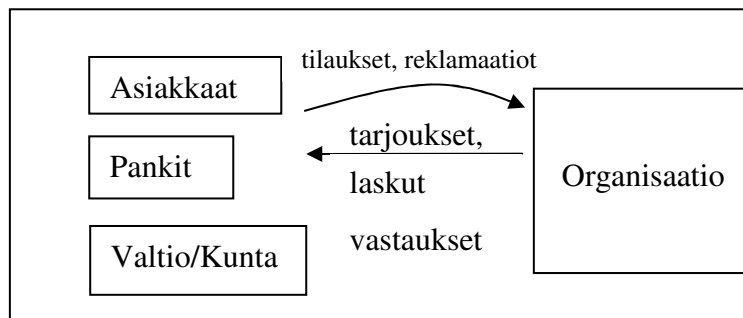 tilaukset, reklamaatiot
Asiakkaat
tarjoukset,
Pankit
laskut
Organisaatio
Valtio/Kunta
vastaukset